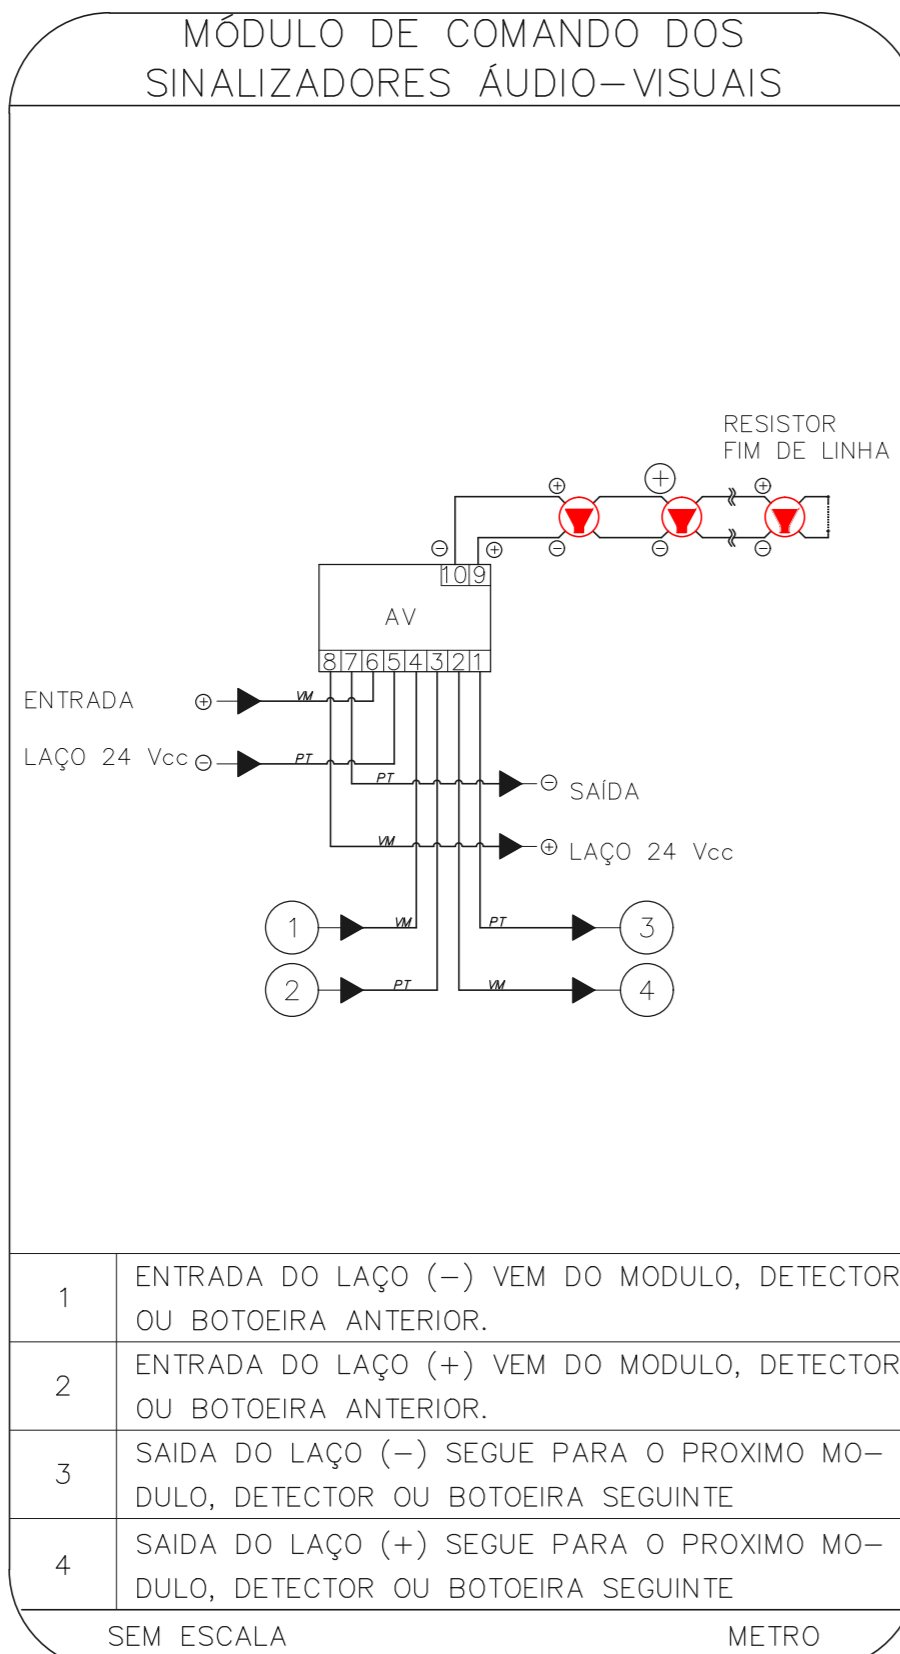 MÓDULO DE COMANDO DOS
SINALIZADORES ÁUDIO-VISUAIS
RESISTOR
FIM DE LINHA
+ + +
- + - - -
10 9
AV
8 7 6 5 4 3 2 1
ENTRADA + VM
LAÇO 24 Vcc - PT
PT - SAÍDA
VM + LAÇO 24 Vcc
1 VM PT 3
2 PT VM 4
1 ENTRADA DO LAÇO (-) VEM DO MODULO, DETECTOR
OU BOTOEIRA ANTERIOR.
2 ENTRADA DO LAÇO (+) VEM DO MODULO, DETECTOR
OU BOTOEIRA ANTERIOR.
3 SAIDA DO LAÇO (-) SEGUE PARA O PROXIMO MO-
DULO, DETECTOR OU BOTOEIRA SEGUINTE
4 SAIDA DO LAÇO (+) SEGUE PARA O PROXIMO MO-
DULO, DETECTOR OU BOTOEIRA SEGUINTE
SEM ESCALA METRO